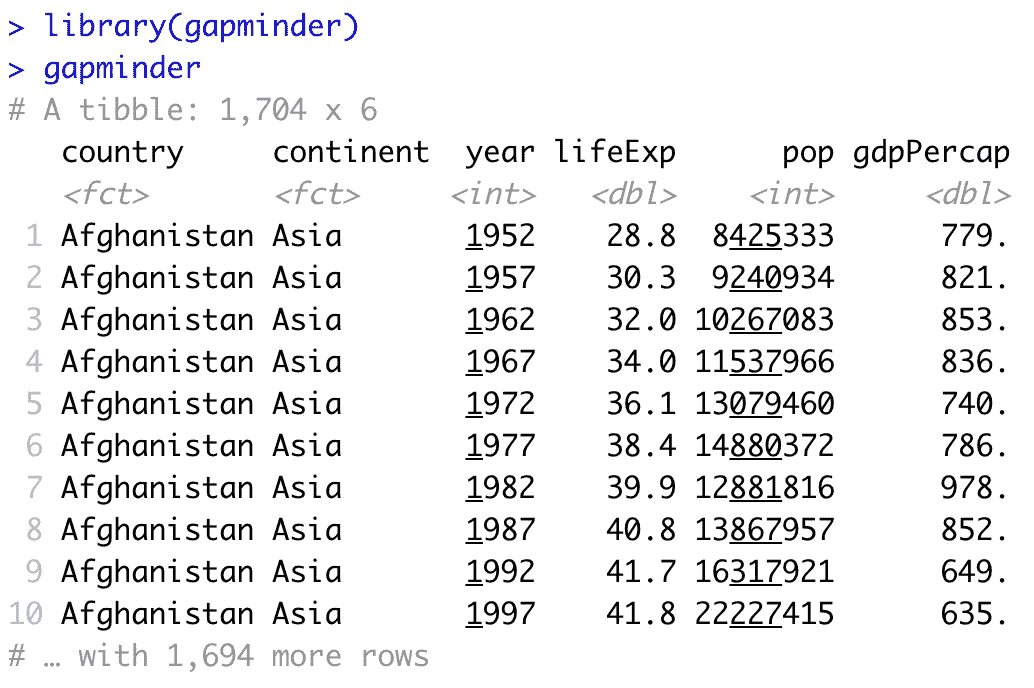 > library(gapminder)
> gapminder
# A tibble: 1,704 x 6
country continent year lifeExp pop gdpPercap
<fct> <fct> <int> <dbl> <int> <dbl>
1 Afghanistan Asia 1952 28.8 8425333 779.
2 Afghanistan Asia 1957 30.3 9240934 821.
3 Afghanistan Asia 1962 32.0 10267083 853.
4 Afghanistan Asia 1967 34.0 11537966 836.
5 Afghanistan Asia 1972 36.1 13079460 740.
6 Afghanistan Asia 1977 38.4 14880372 786.
7 Afghanistan Asia 1982 39.9 12881816 978.
8 Afghanistan Asia 1987 40.8 13867957 852.
9 Afghanistan Asia 1992 41.7 16317921 649.
10 Afghanistan Asia 1997 41.8 22227415 635.
# … with 1,694 more rows